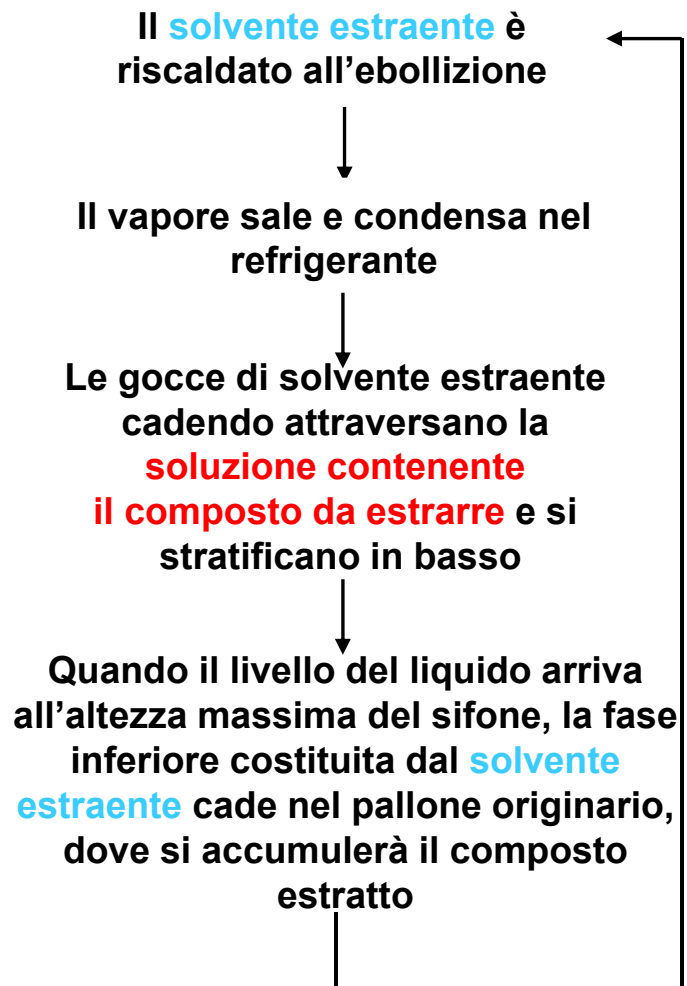 Il solvente estraente è
riscaldato all’ebollizione
Il vapore sale e condensa nel
refrigerante
Le gocce di solvente estraente
cadendo attraversano la
soluzione contenente
il composto da estrarre e si
stratificano in basso
Quando il livello del liquido arriva
all’altezza massima del sifone, la fase
inferiore costituita dal solvente
estraente cade nel pallone originario,
dove si accumulerà il composto
estratto